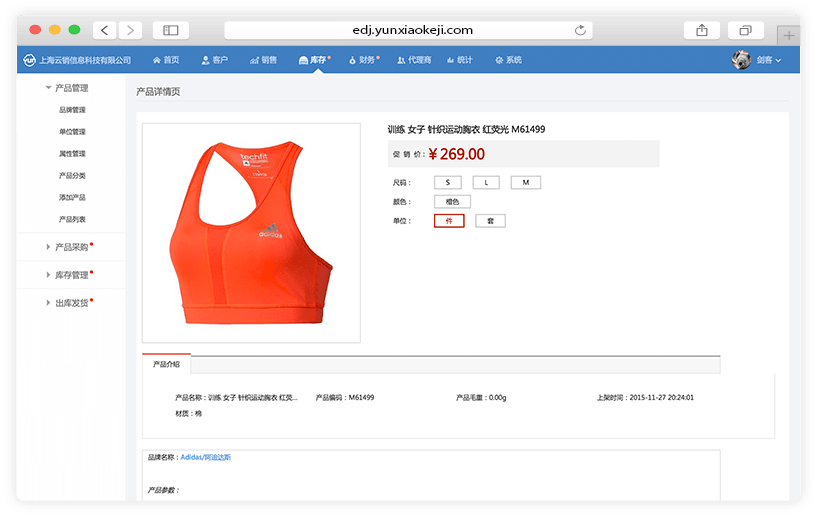 edj.yunxiaokeji.com
yun 上海云销信息科技有限公司 首页 客户 销售 库存 财务 代理商 统计 系统 剑客
产品管理
品牌管理
单位管理
属性管理
产品分类
添加产品
产品列表
产品采购
库存管理
出库发货
产品详情页
techfit
adidas
训练 女子 针织运动胸衣 红荧光 M61499
促 销 价：¥ 269.00
尺码： S L M
颜色： 橙色
单位： 件 套
产品介绍
产品名称：训练 女子 针织运动胸衣 红荧... 产品编码：M61499 产品毛重：0.00g 上架时间：2015-11-27 20:24:01
材质：棉
品牌名称：Adidas/阿迪达斯
产品参数：